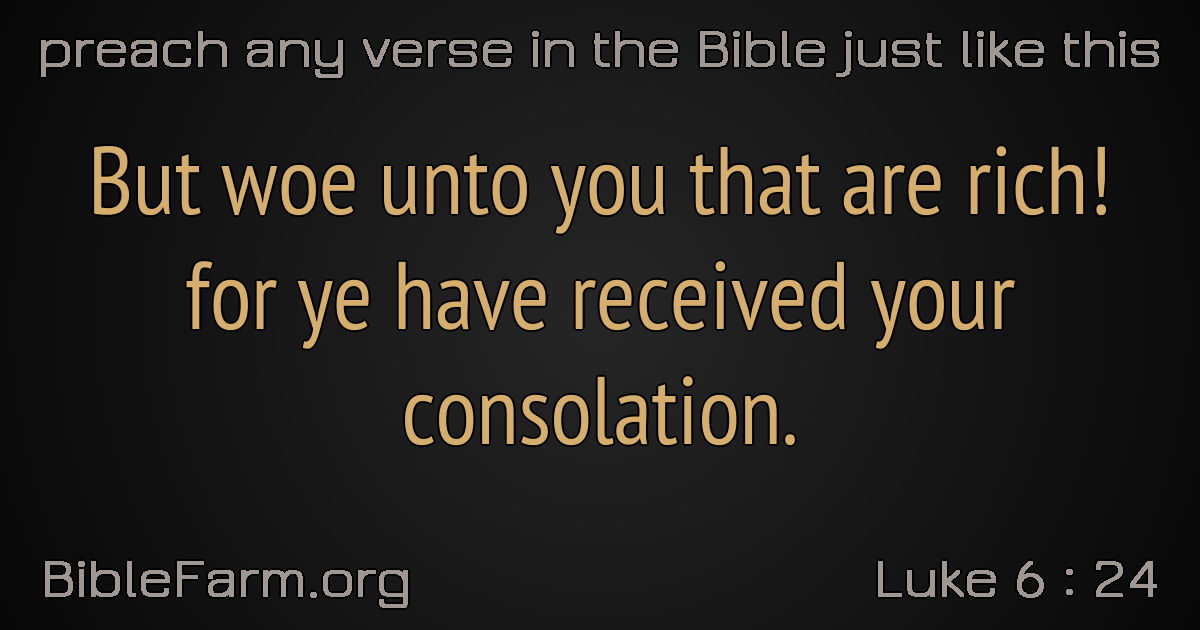 preach any verse in the Bible just like this
But woe unto you that are rich!
for ye have received your
consolation.
BibleFarm.org
Luke 6 : 24